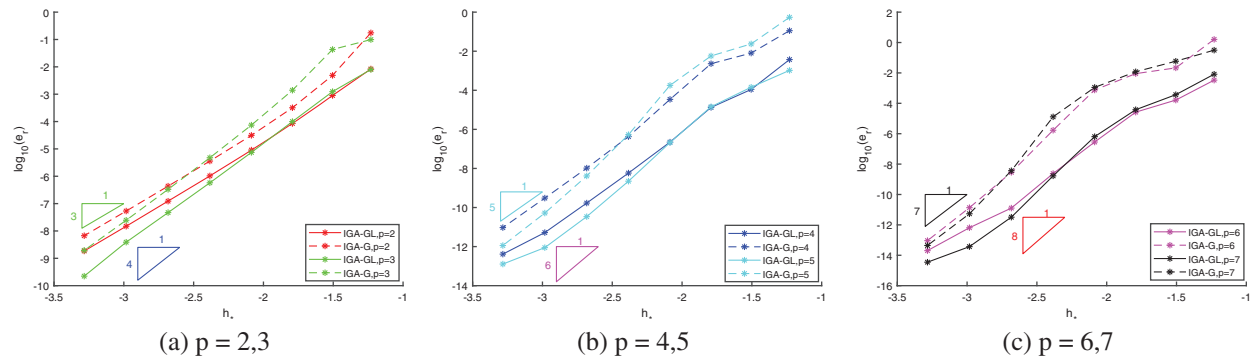 0
-1
-2
-3
-4
-5
-6
-7
-8
-9
-10
log10(er)
1
3
1
4
IGA-GL,p=2
IGA-G,p=2
IGA-GL,p=3
IGA-G,p=3
-3.5 -3 -2.5 -2 -1.5 -1
h*
(a) p = 2,3
0
-2
-4
-6
-8
-10
-12
-14
log10(er)
1
5
1
6
IGA-GL,p=4
IGA-G,p=4
IGA-GL,p=5
IGA-G,p=5
-3.5 -3 -2.5 -2 -1.5 -1
h*
(b) p = 4,5
2
0
-2
-4
-6
-8
-10
-12
-14
-16
log10(er)
1
7
1
8
IGA-GL,p=6
IGA-G,p=6
IGA-GL,p=7
IGA-G,p=7
-3.5 -3 -2.5 -2 -1.5 -1
h*
(c) p = 6,7